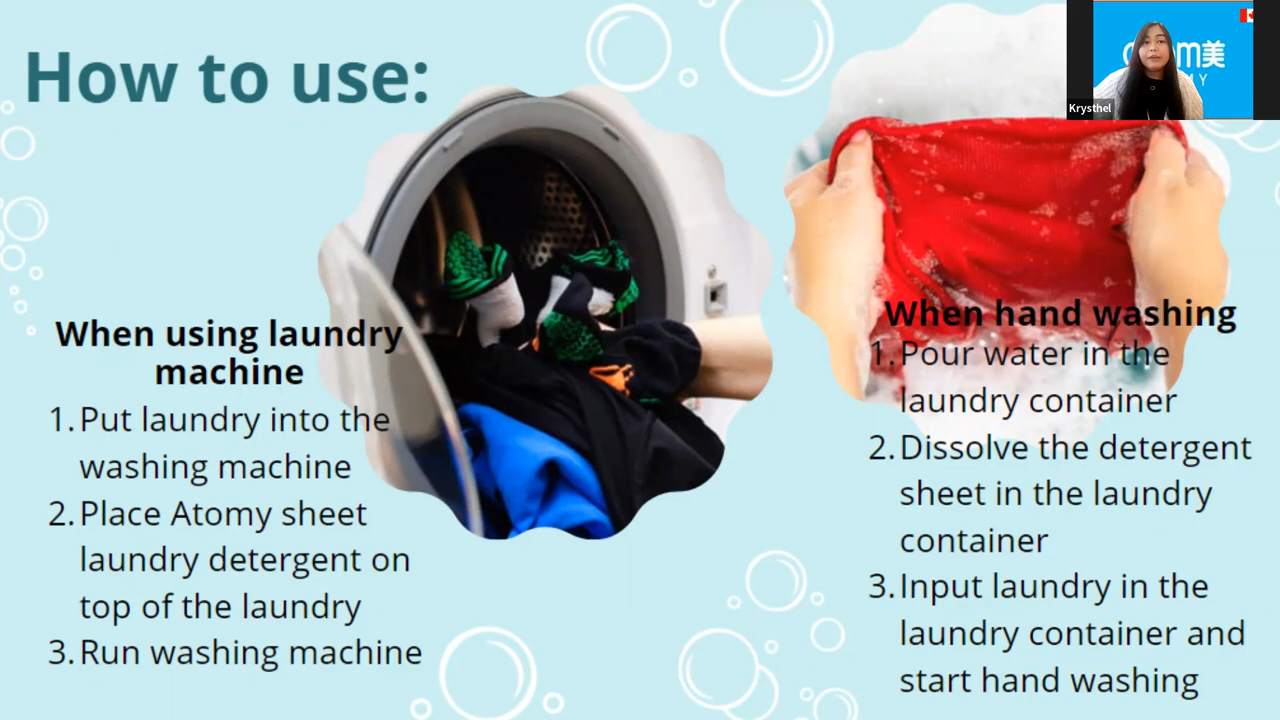 How to use:
Krysthel
When using laundry
machine
1. Put laundry into the
washing machine
2. Place Atomy sheet
laundry detergent on
top of the laundry
3. Run washing machine
When hand washing
1. Pour water in the
laundry container
2. Dissolve the detergent
sheet in the laundry
container
3. Input laundry in the
laundry container and
start hand washing